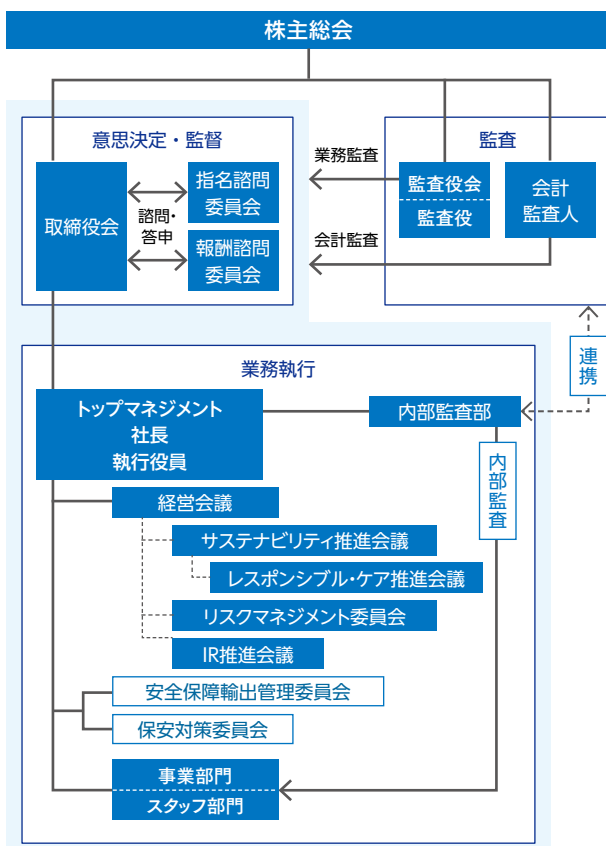 株主総会
意思決定・監督
取締役会
諮問・
答申
指名諮問
委員会
報酬諮問
委員会
業務監査
会計監査
監査
監査役会
監査役
会計
監査人
連携
業務執行
トップマネジメント
社長
執行役員
内部監査部
内部監査
経営会議
サステナビリティ推進会議
レスポンシブル・ケア推進会議
リスクマネジメント委員会
IR推進会議
安全保障輸出管理委員会
保安対策委員会
事業部門
スタッフ部門